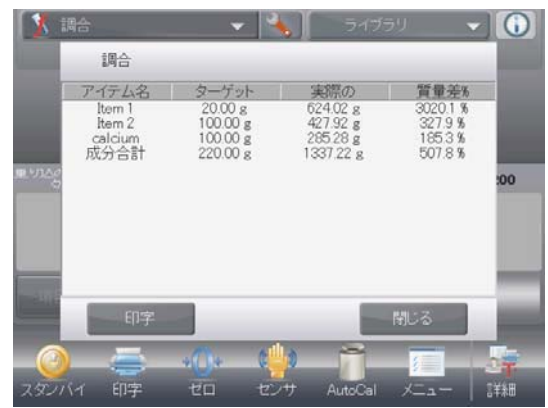 調合 ライブラリ
調合
アイテム名 ターゲット 実際の 質量差%
Item 1 20.00 g 624.02 g 3020.1 %
Item 2 100.00 g 427.92 g 327.9 %
calcium 100.00 g 285.28 g 185.3 %
成分合計 220.00 g 1337.22 g 507.8 %
:00
印字 閉じる
スタンバイ 印字 ゼロ センサ AutoCal メニュー 詳細